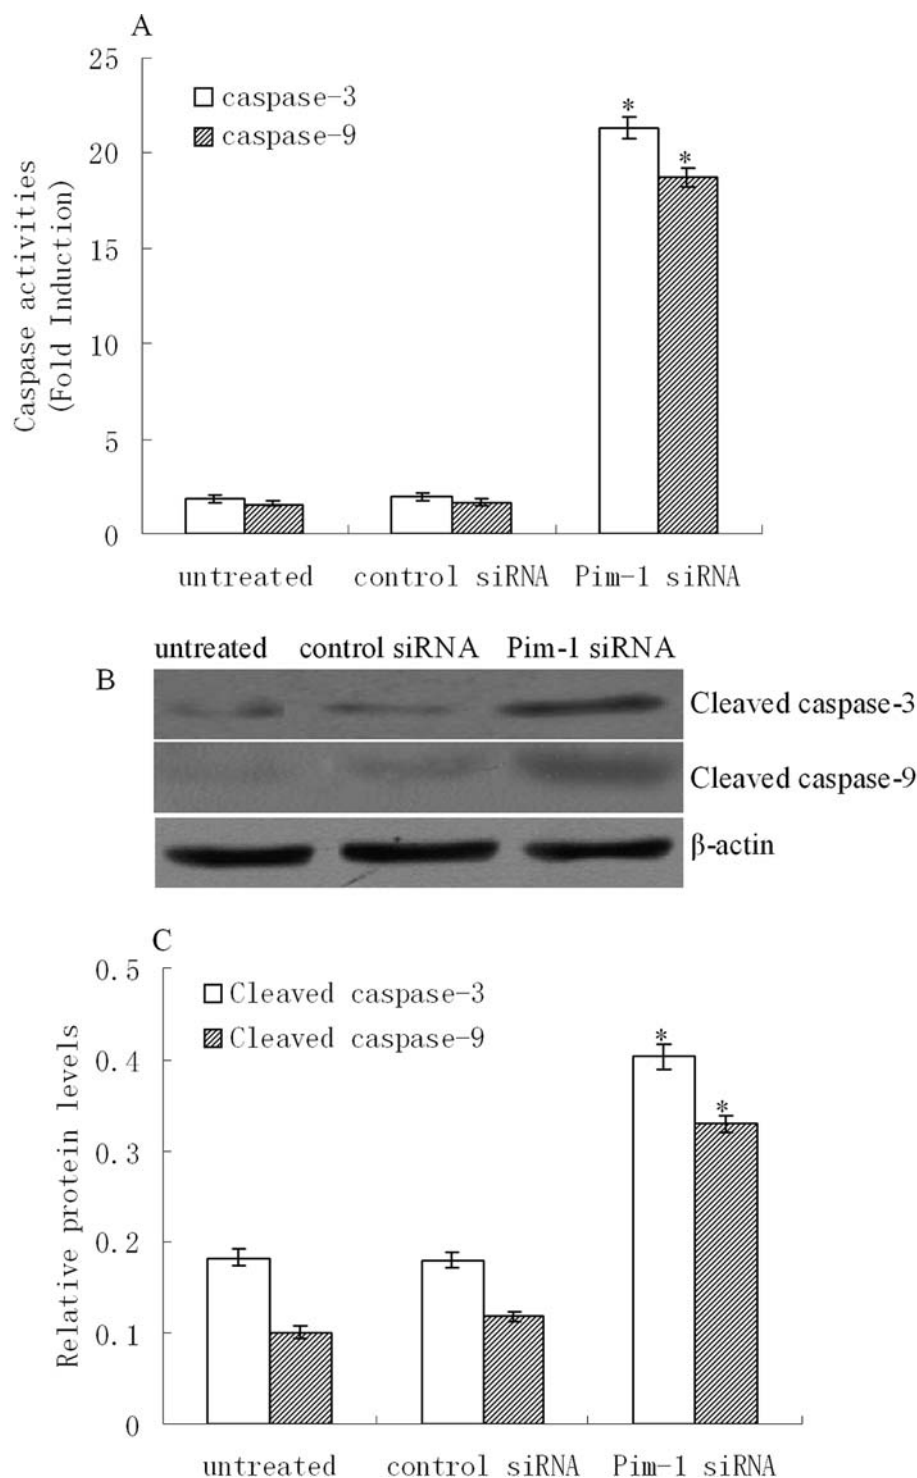 A
25
20
15
10
5
0
Caspase activities
(Fold Induction)
caspase-3
caspase-9
*
*
untreated control siRNA Pim-1 siRNA
untreated control siRNA Pim-1 siRNA
B
Cleaved caspase-3
Cleaved caspase-9
β-actin
C
0.5
0.4
0.3
0.2
0.1
0
Relative protein levels
Cleaved caspase-3
Cleaved caspase-9
*
*
untreated control siRNA Pim-1 siRNA